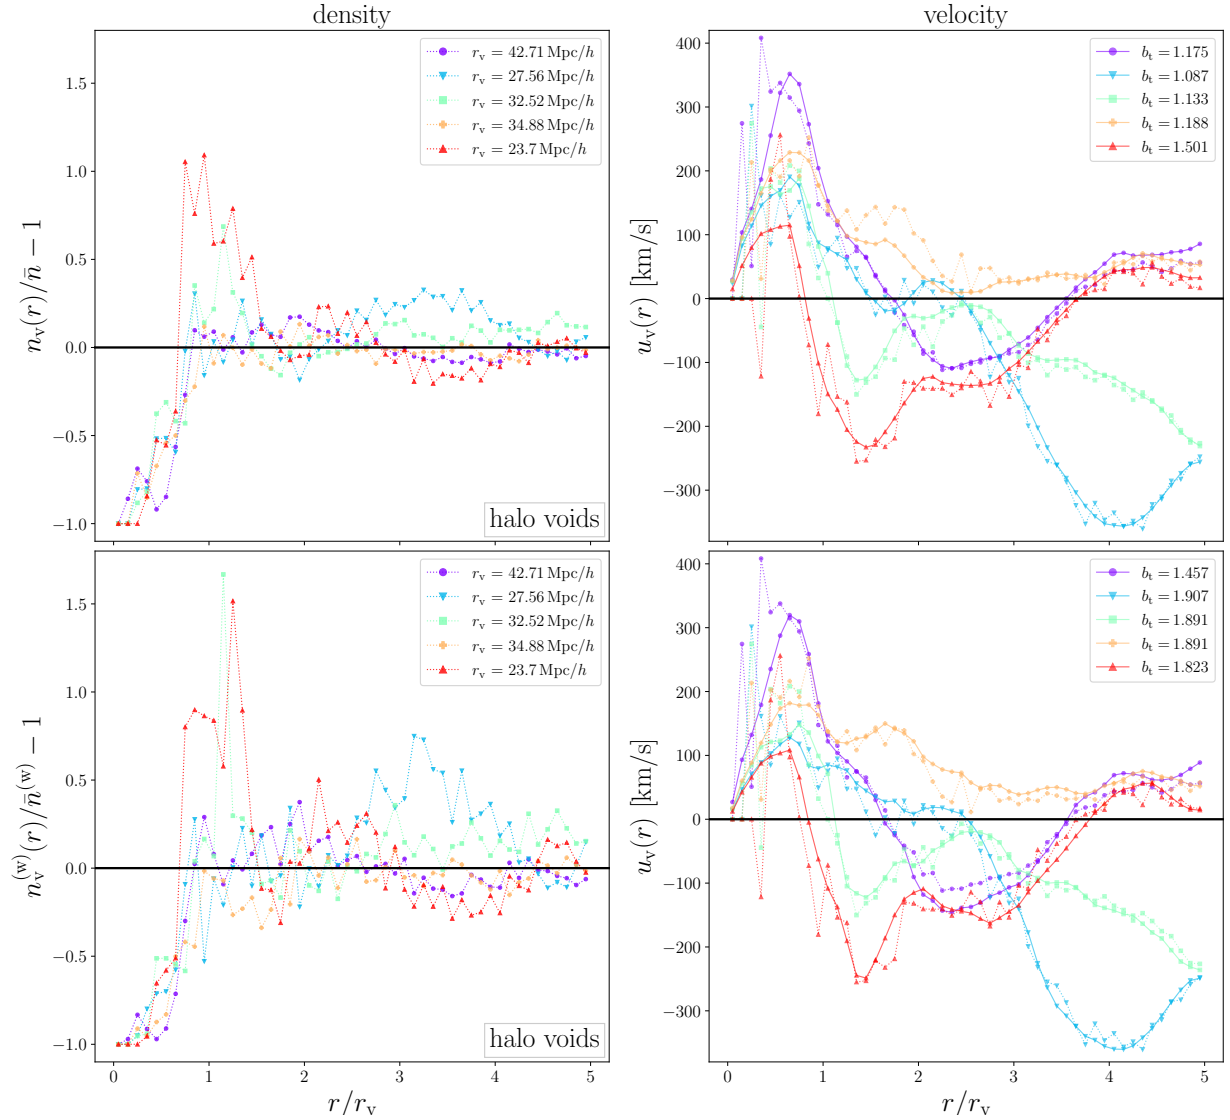 density
velocity
1.5
1.0
0.5
0.0
−0.5
−1.0
n_v(r)/n̄ − 1
r_v = 42.71 Mpc/h
r_v = 27.56 Mpc/h
r_v = 32.52 Mpc/h
r_v = 34.88 Mpc/h
r_v = 23.7 Mpc/h
halo voids
400
300
200
100
0
−100
−200
−300
u_v(r) [km/s]
b_t = 1.175
b_t = 1.087
b_t = 1.133
b_t = 1.188
b_t = 1.501
1.5
1.0
0.5
0.0
−0.5
−1.0
n_v^(w)(r)/n̄^(w) − 1
r_v = 42.71 Mpc/h
r_v = 27.56 Mpc/h
r_v = 32.52 Mpc/h
r_v = 34.88 Mpc/h
r_v = 23.7 Mpc/h
halo voids
0 1 2 3 4 5
r/r_v
400
300
200
100
0
−100
−200
−300
u_v(r) [km/s]
b_t = 1.457
b_t = 1.907
b_t = 1.891
b_t = 1.891
b_t = 1.823
0 1 2 3 4 5
r/r_v